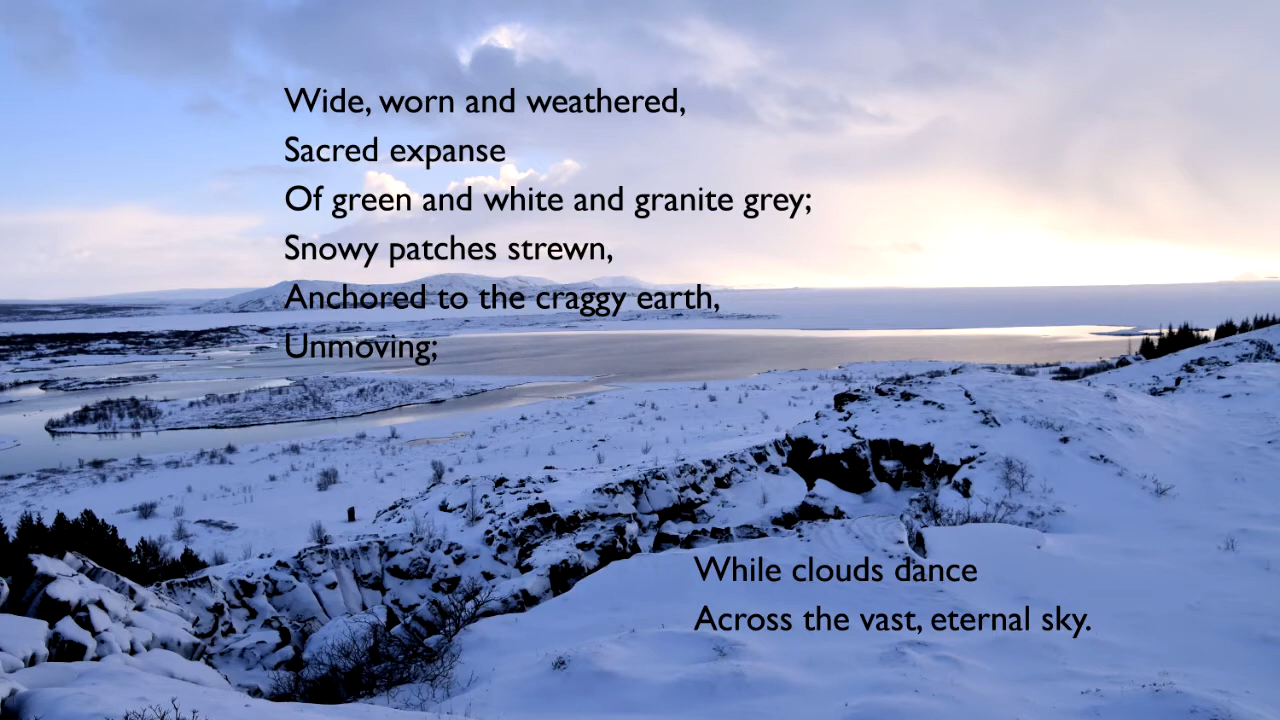 Wide, worn and weathered,
Sacred expanse
Of green and white and granite grey;
Snowy patches strewn,
Anchored to the craggy earth,
Unmoving;
While clouds dance
Across the vast, eternal sky.